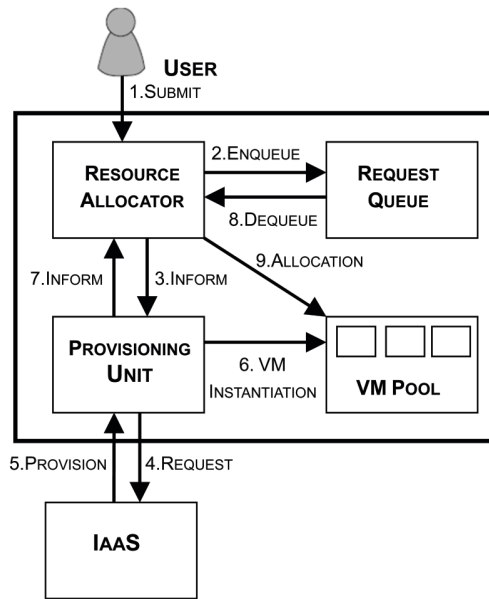 USER
1.SUBMIT
RESOURCE
ALLOCATOR
2.ENQUEUE
REQUEST
QUEUE
8.DEQUEUE
9.ALLOCATION
7.INFORM
3.INFORM
PROVISIONING
UNIT
6. VM
INSTANTIATION
VM POOL
5.PROVISION
4.REQUEST
IAAS